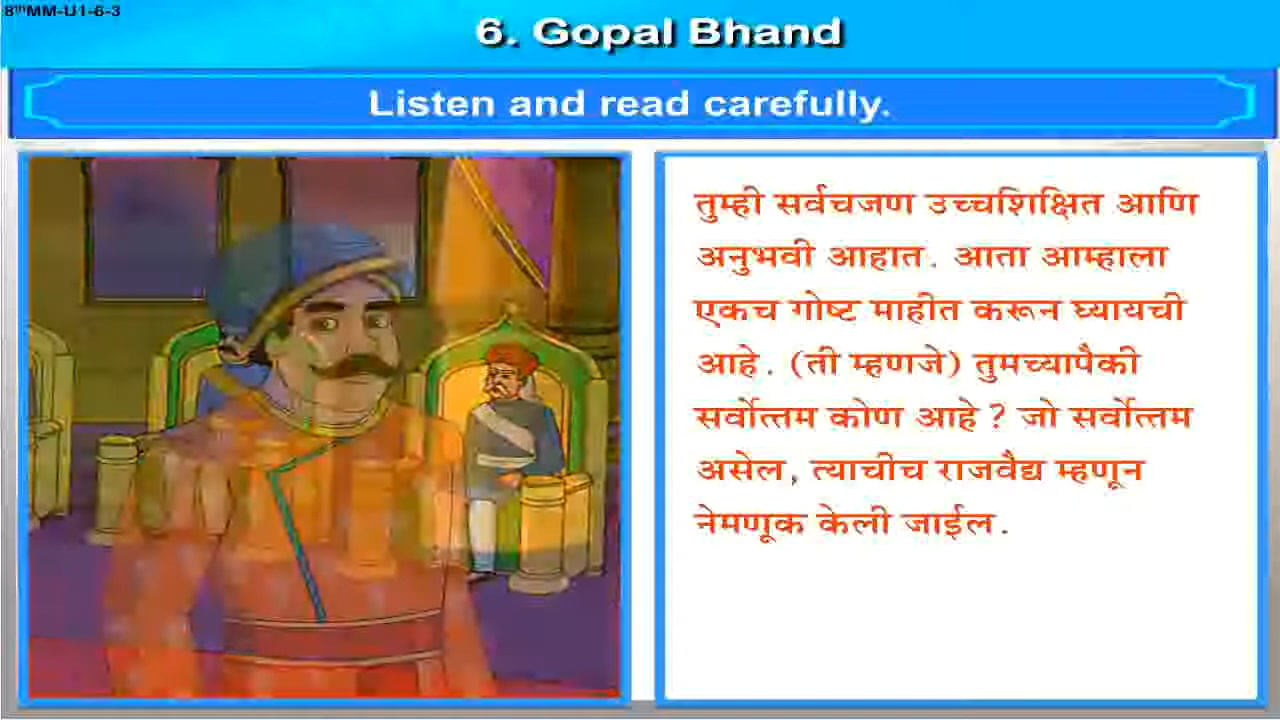 8thMM-U1-6-3
6. Gopal Bhand
Listen and read carefully.
तुम्ही सर्वचजण उच्चशिक्षित आणि
अनुभवी आहात. आता आम्हाला
एकच गोष्ट माहीत करून घ्यायची
आहे. (ती म्हणजे) तुमच्यापैकी
सर्वोत्तम कोण आहे ? जो सर्वोत्तम
असेल, त्याचीच राजवैद्य म्हणून
नेमणूक केली जाईल.